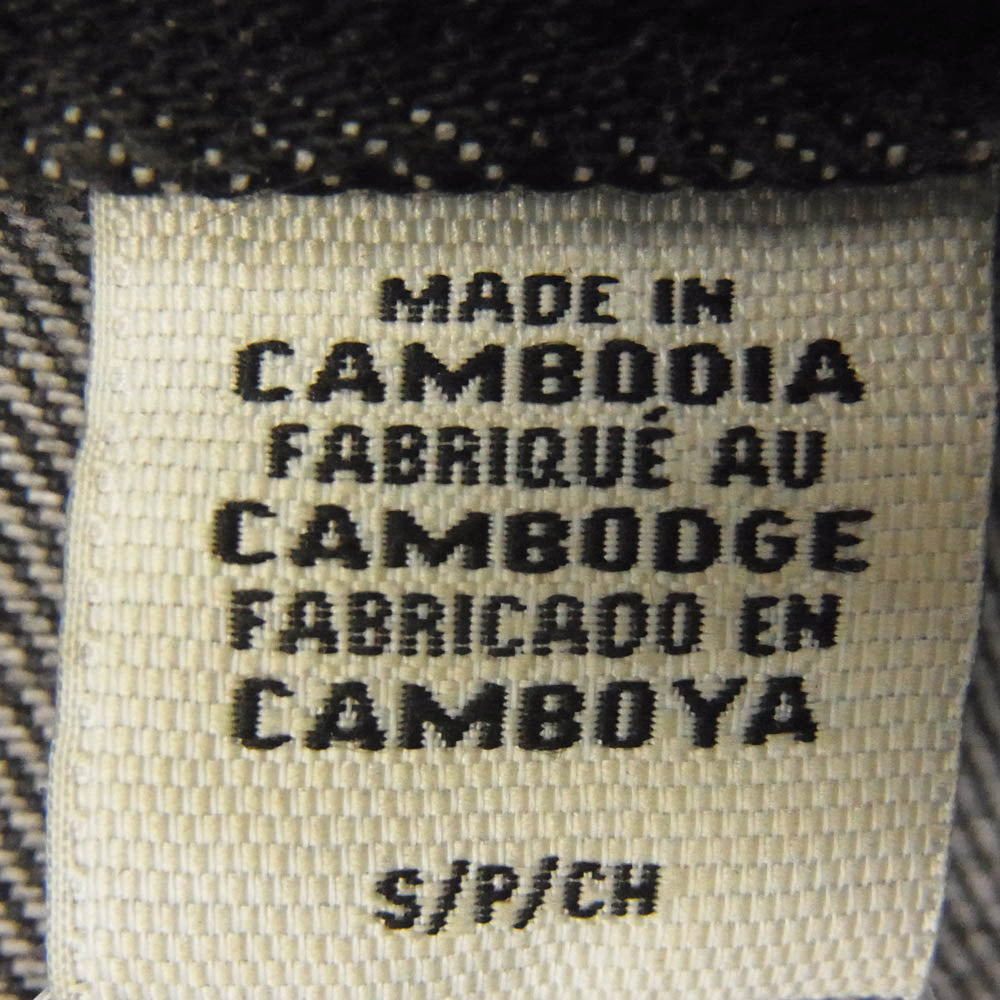 MADE IN
CAMBODIA
FABRIQUÉ AU
CAMBODGE
FABRICADO EN
CAMBOYA
S/P/CH